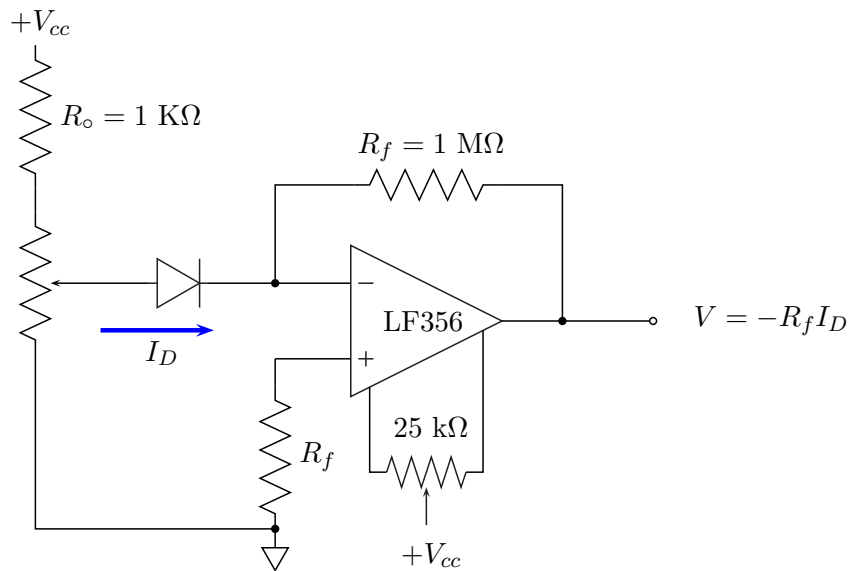 +V_cc
R_∘ = 1 KΩ
R_f = 1 MΩ
−
LF356
V = −R_f I_D
+
I_D
25 kΩ
R_f
+V_cc